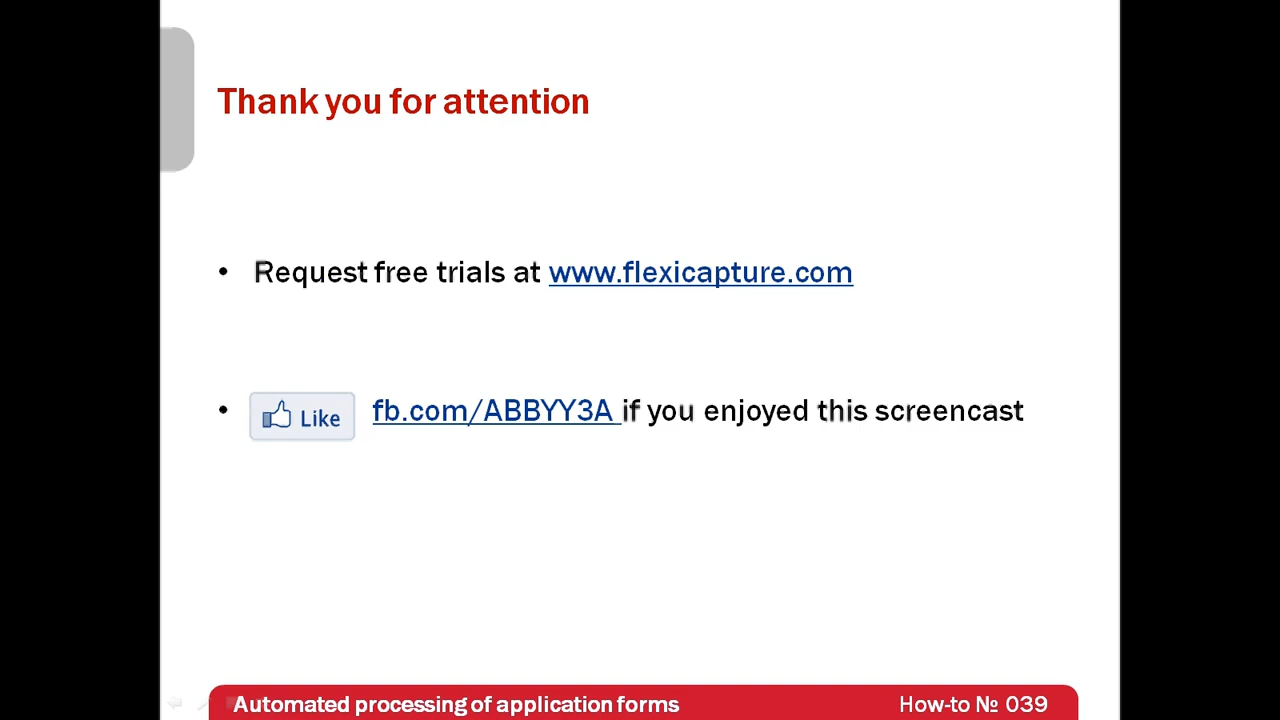 Thank you for attention
• Request free trials at www.flexicapture.com
• Like fb.com/ABBYY3A if you enjoyed this screencast
Automated processing of application forms How-to № 039